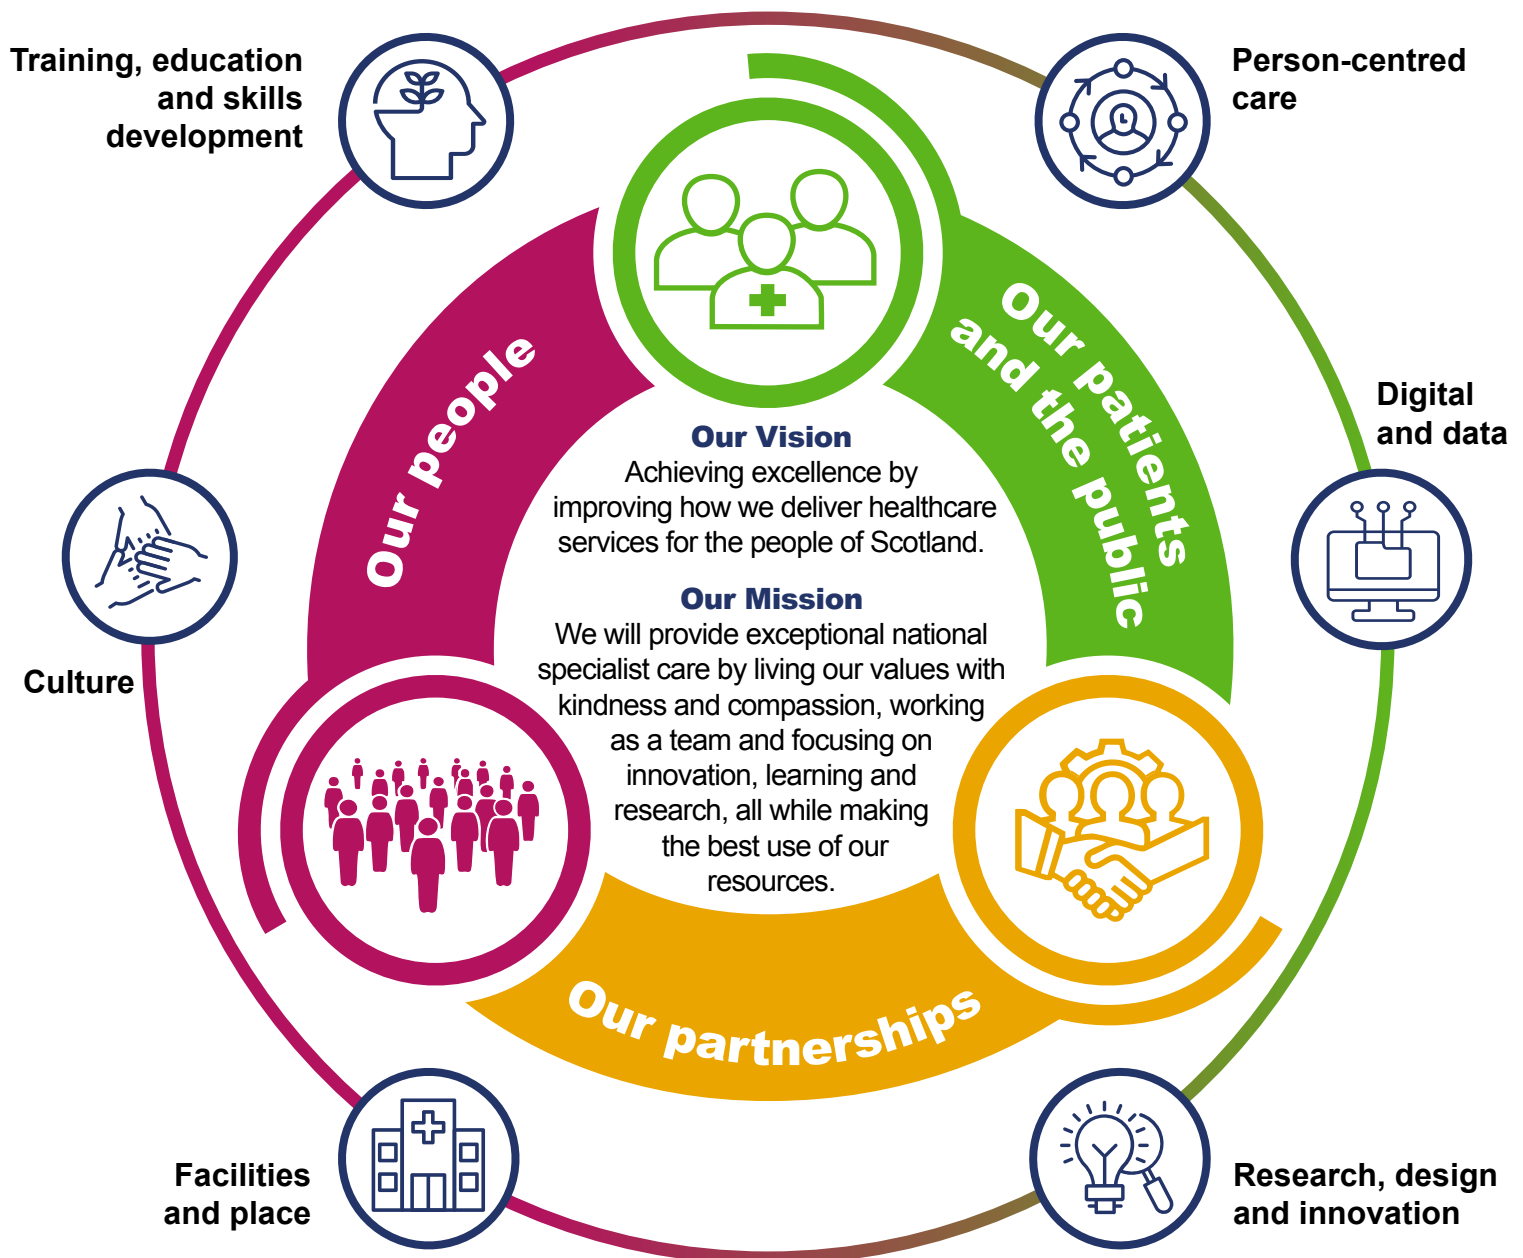 Training, education
and skills
development
Person-centred
care
Our people
Our patients
and the public
Digital
and data
Our Vision
Achieving excellence by
improving how we deliver healthcare
services for the people of Scotland.
Our Mission
We will provide exceptional national
specialist care by living our values with
kindness and compassion, working
as a team and focusing on
innovation, learning and
research, all while making
the best use of our
resources.
Culture
Our partnerships
Facilities
and place
Research, design
and innovation